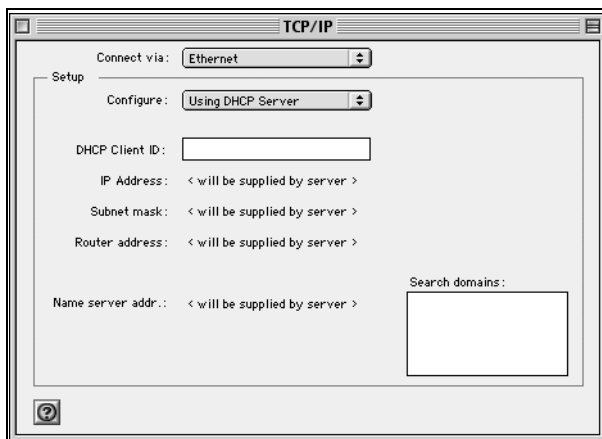 TCP/IP
Connect via: Ethernet
Setup
Configure: Using DHCP Server
DHCP Client ID:
IP Address: < will be supplied by server >
Subnet mask: < will be supplied by server >
Router address: < will be supplied by server >
Search domains:
Name server addr.: < will be supplied by server >
?